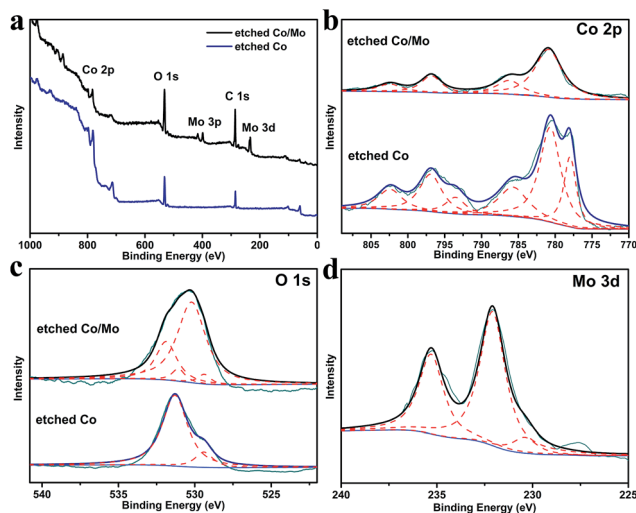 a
etched Co/Mo
etched Co
Co 2p
O 1s
C 1s
Mo 3p
Mo 3d
Intensity
1000 800 600 400 200 0
Binding Energy (eV)
b
Co 2p
etched Co/Mo
etched Co
Intensity
805 800 795 790 785 780 775 770
Binding Energy (eV)
c
O 1s
etched Co/Mo
etched Co
Intensity
540 535 530 525
Binding Energy (eV)
d
Mo 3d
Intensity
240 235 230 225
Binding Energy (eV)